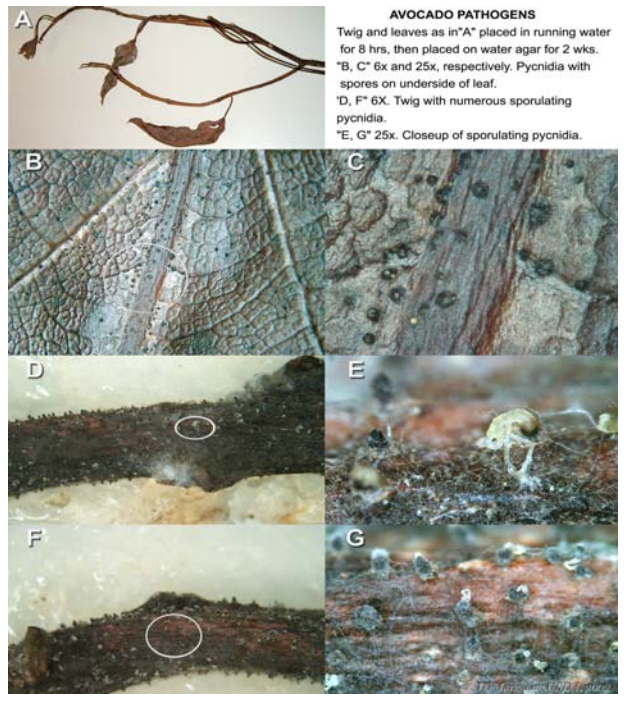 A
AVOCADO PATHOGENS
Twig and leaves as in"A" placed in running water
for 8 hrs, then placed on water agar for 2 wks.
"B, C" 6x and 25x, respectively. Pycnidia with
spores on underside of leaf.
'D, F" 6X. Twig with numerous sporulating
pycnidia.
"E, G" 25x. Closeup of sporulating pycnidia.
B
C
D
E
F
G